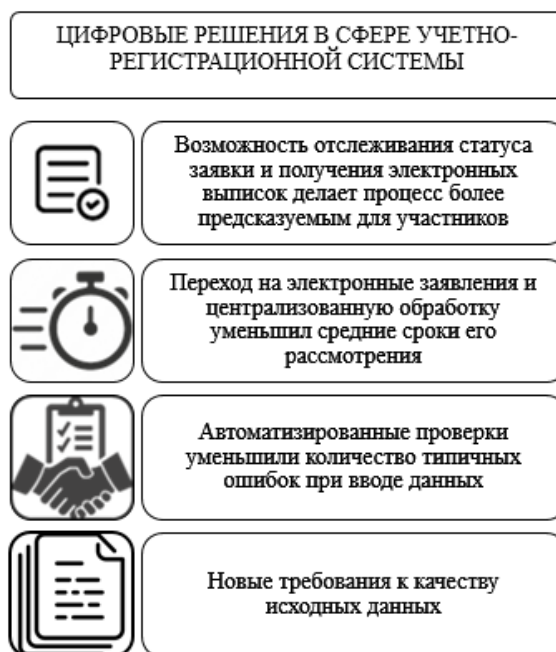 ЦИФРОВЫЕ РЕШЕНИЯ В СФЕРЕ УЧЕТНО-
РЕГИСТРАЦИОННОЙ СИСТЕМЫ
Возможность отслеживания статуса
заявки и получения электронных
выписок делает процесс более
предсказуемым для участников
Переход на электронные заявления и
централизованную обработку
уменьшил средние сроки его
рассмотрения
Автоматизированные проверки
уменьшили количество типичных
ошибок при вводе данных
Новые требования к качеству
исходных данных